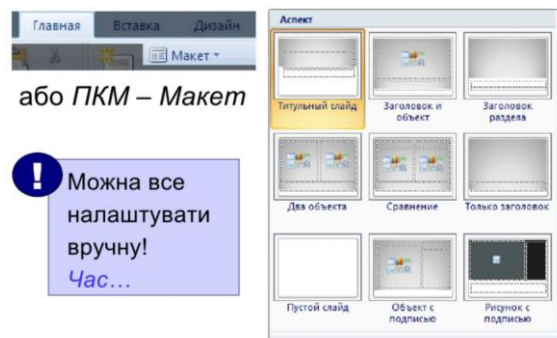 Главная Вставка Дизайн
Макет
або ПКМ – Макет
! Можна все
налаштувати
вручну!
Час…
Аспект
Титульный слайд
Заголовок и
объект
Заголовок
раздела
Два объекта
Сравнение
Только заголовок
Пустой слайд
Объект с
подписью
Рисунок с
подписью